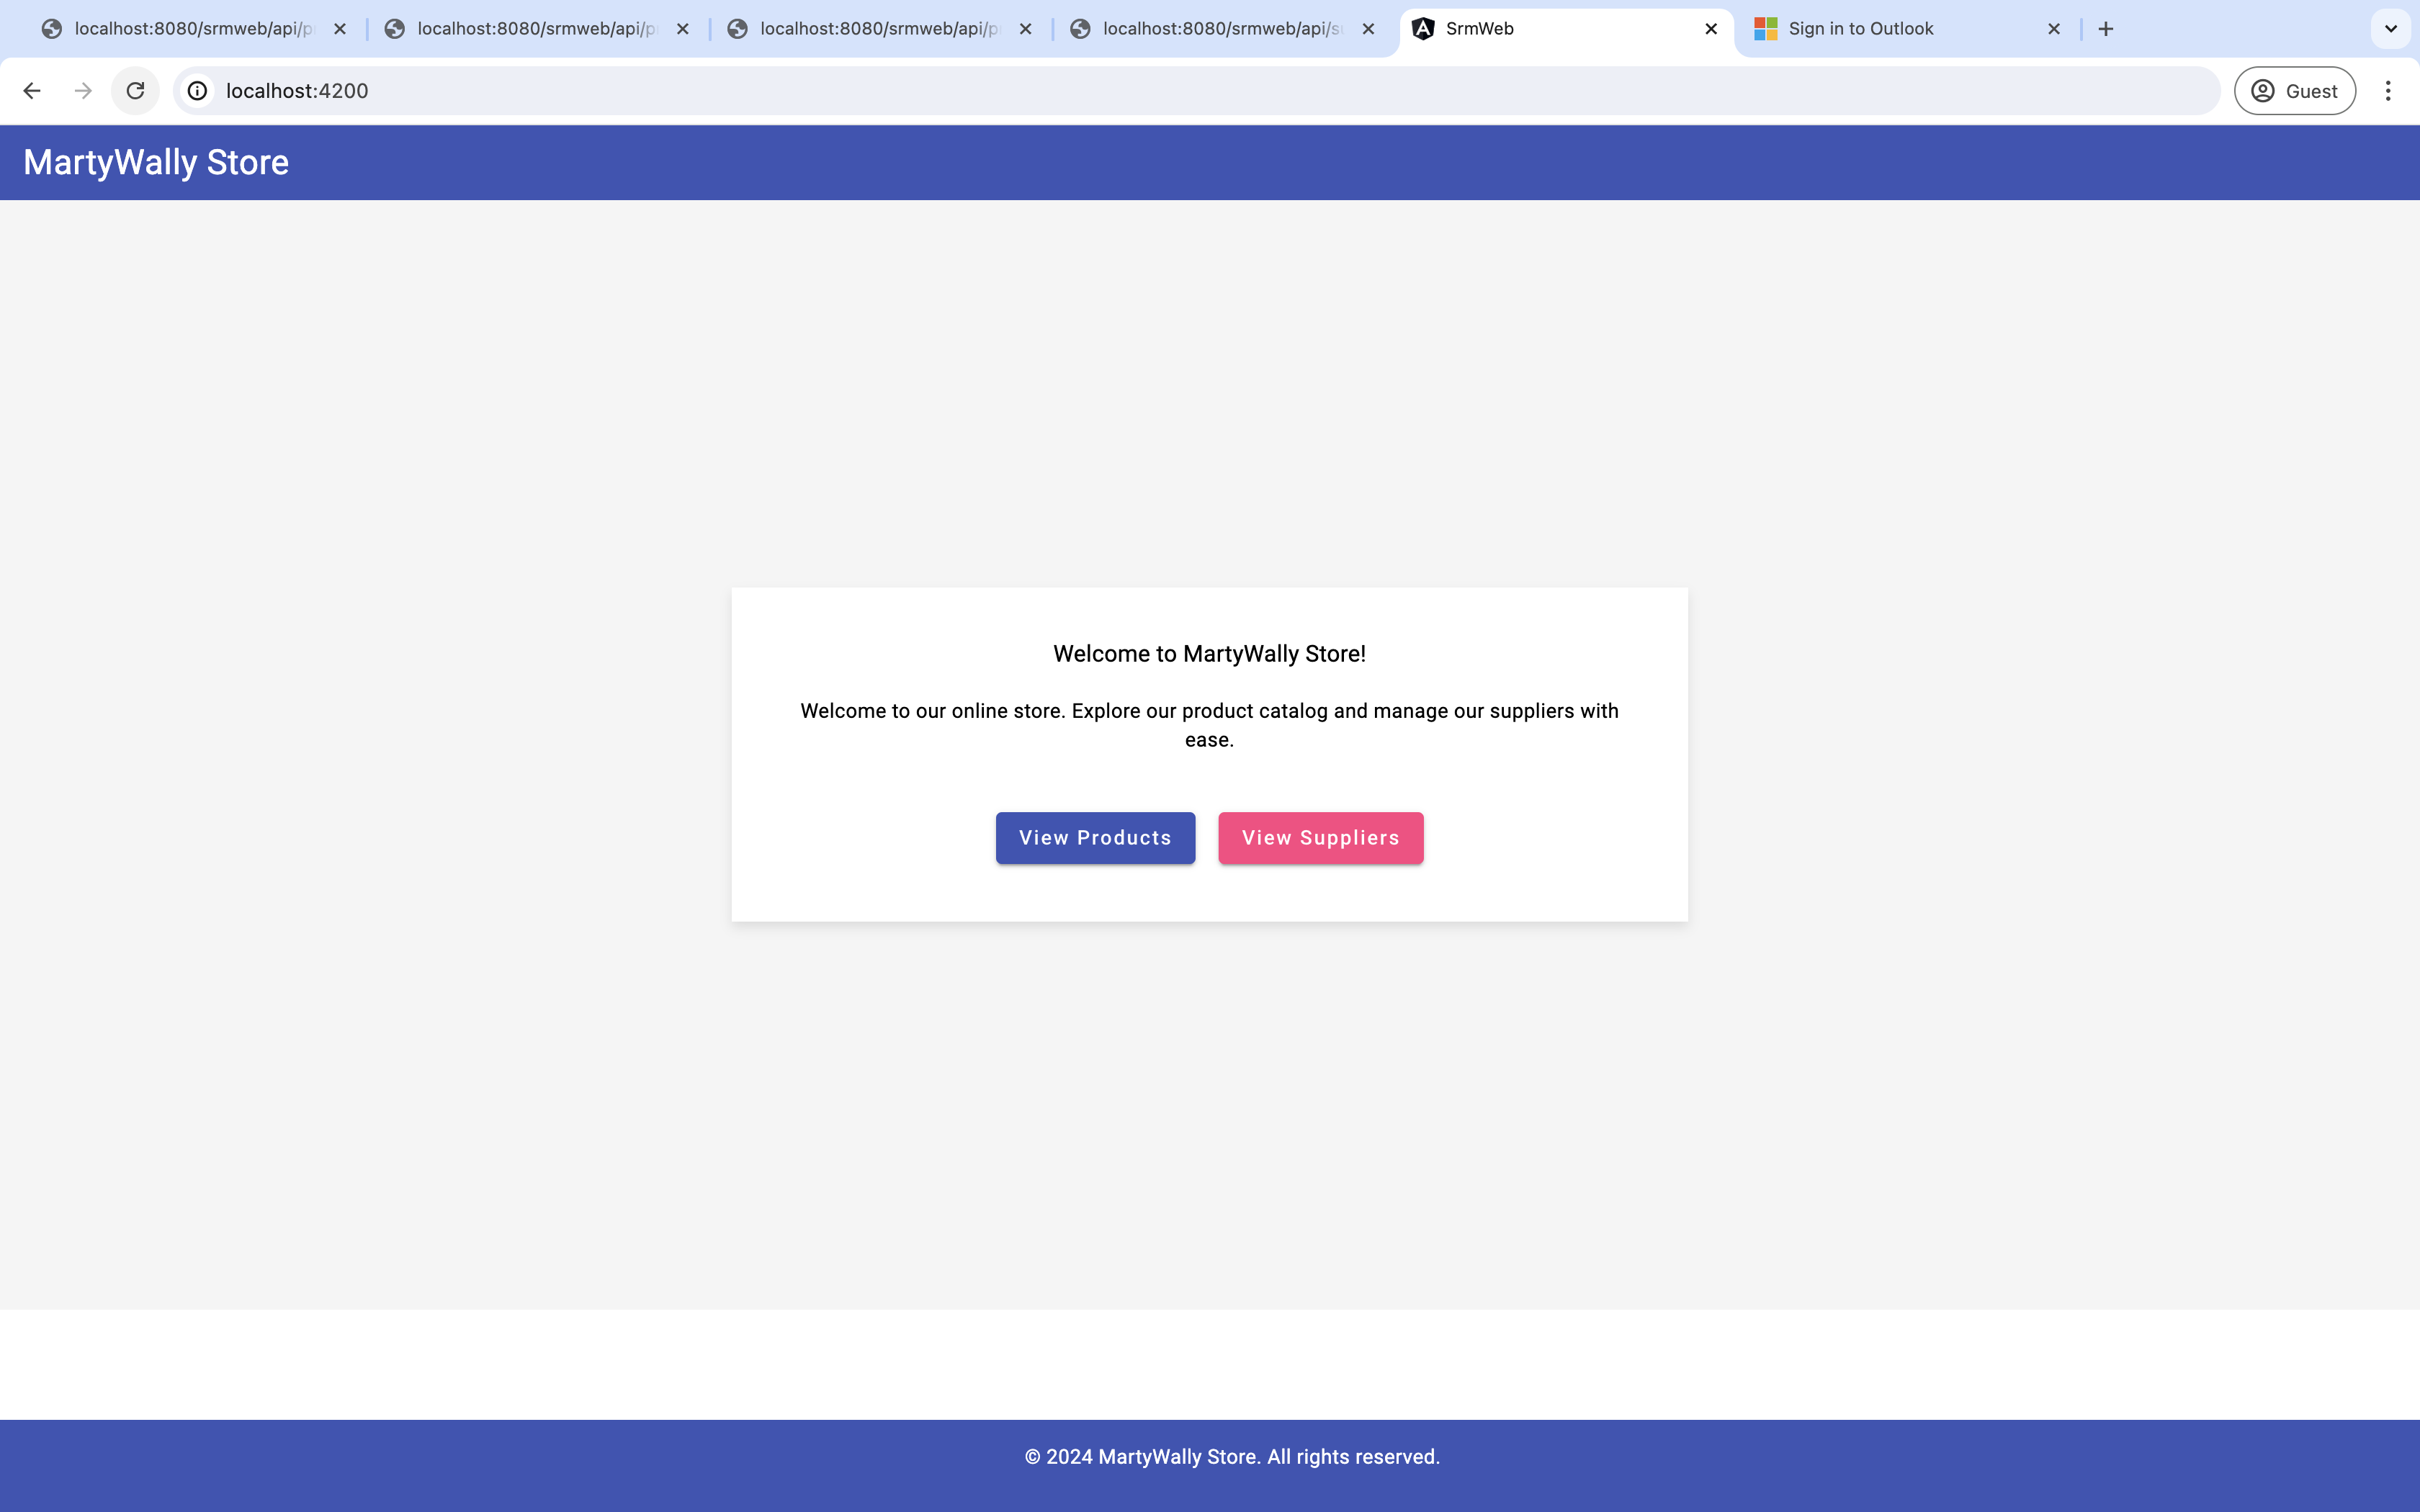 localhost:8080/srmweb/api/p
localhost:8080/srmweb/api/p
localhost:8080/srmweb/api/p
localhost:8080/srmweb/api/s
SrmWeb
Sign in to Outlook
localhost:4200
Guest
MartyWally Store
Welcome to MartyWally Store!
Welcome to our online store. Explore our product catalog and manage our suppliers with
ease.
View Products
View Suppliers
© 2024 MartyWally Store. All rights reserved.